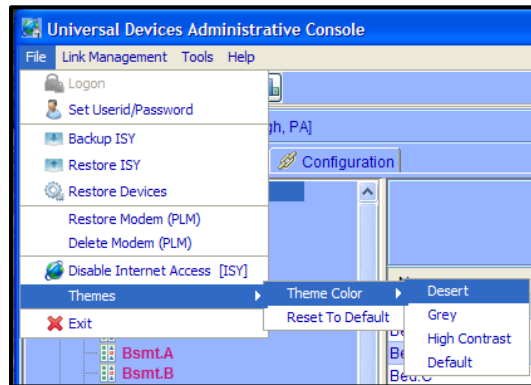 Universal Devices Administrative Console
File Link Management Tools Help
Logon
Set Userid/Password
gh, PA]
Backup ISY
Restore ISY
Configuration
Restore Devices
Restore Modem (PLM)
Delete Modem (PLM)
Disable Internet Access [ISY]
Themes
Theme Color
Desert
Reset To Default
Grey
Exit
High Contrast
Default
Bsmt.A
Bsmt.B
Bed.C